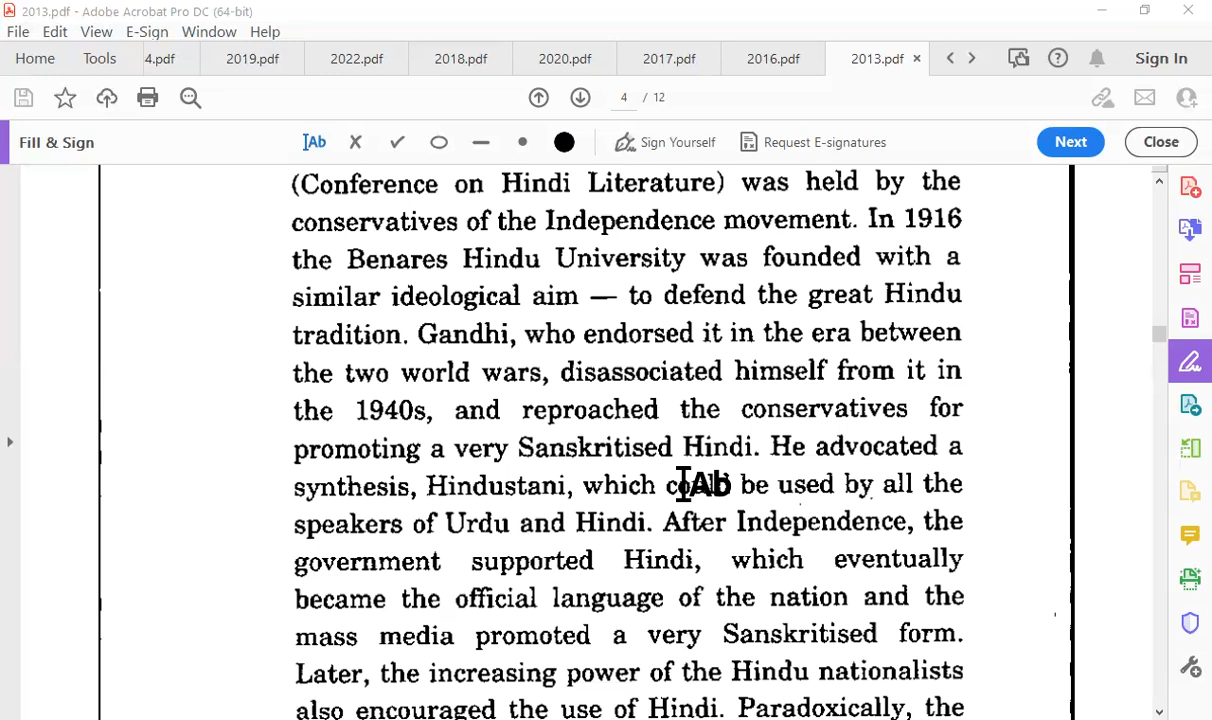 2013.pdf - Adobe Acrobat Pro DC (64-bit)
File Edit View E-Sign Window Help
Home Tools 4.pdf 2019.pdf 2022.pdf 2018.pdf 2020.pdf 2017.pdf 2016.pdf 2013.pdf × Sign In
4 / 12
Fill & Sign Ab Sign Yourself Request E-signatures Next Close
(Conference on Hindi Literature) was held by the
conservatives of the Independence movement. In 1916
the Benares Hindu University was founded with a
similar ideological aim — to defend the great Hindu
tradition. Gandhi, who endorsed it in the era between
the two world wars, disassociated himself from it in
the 1940s, and reproached the conservatives for
promoting a very Sanskritised Hindi. He advocated a
synthesis, Hindustani, which could be used by all the
speakers of Urdu and Hindi. After Independence, the
government supported Hindi, which eventually
became the official language of the nation and the
mass media promoted a very Sanskritised form.
Later, the increasing power of the Hindu nationalists
also encouraged the use of Hindi. Paradoxically, the